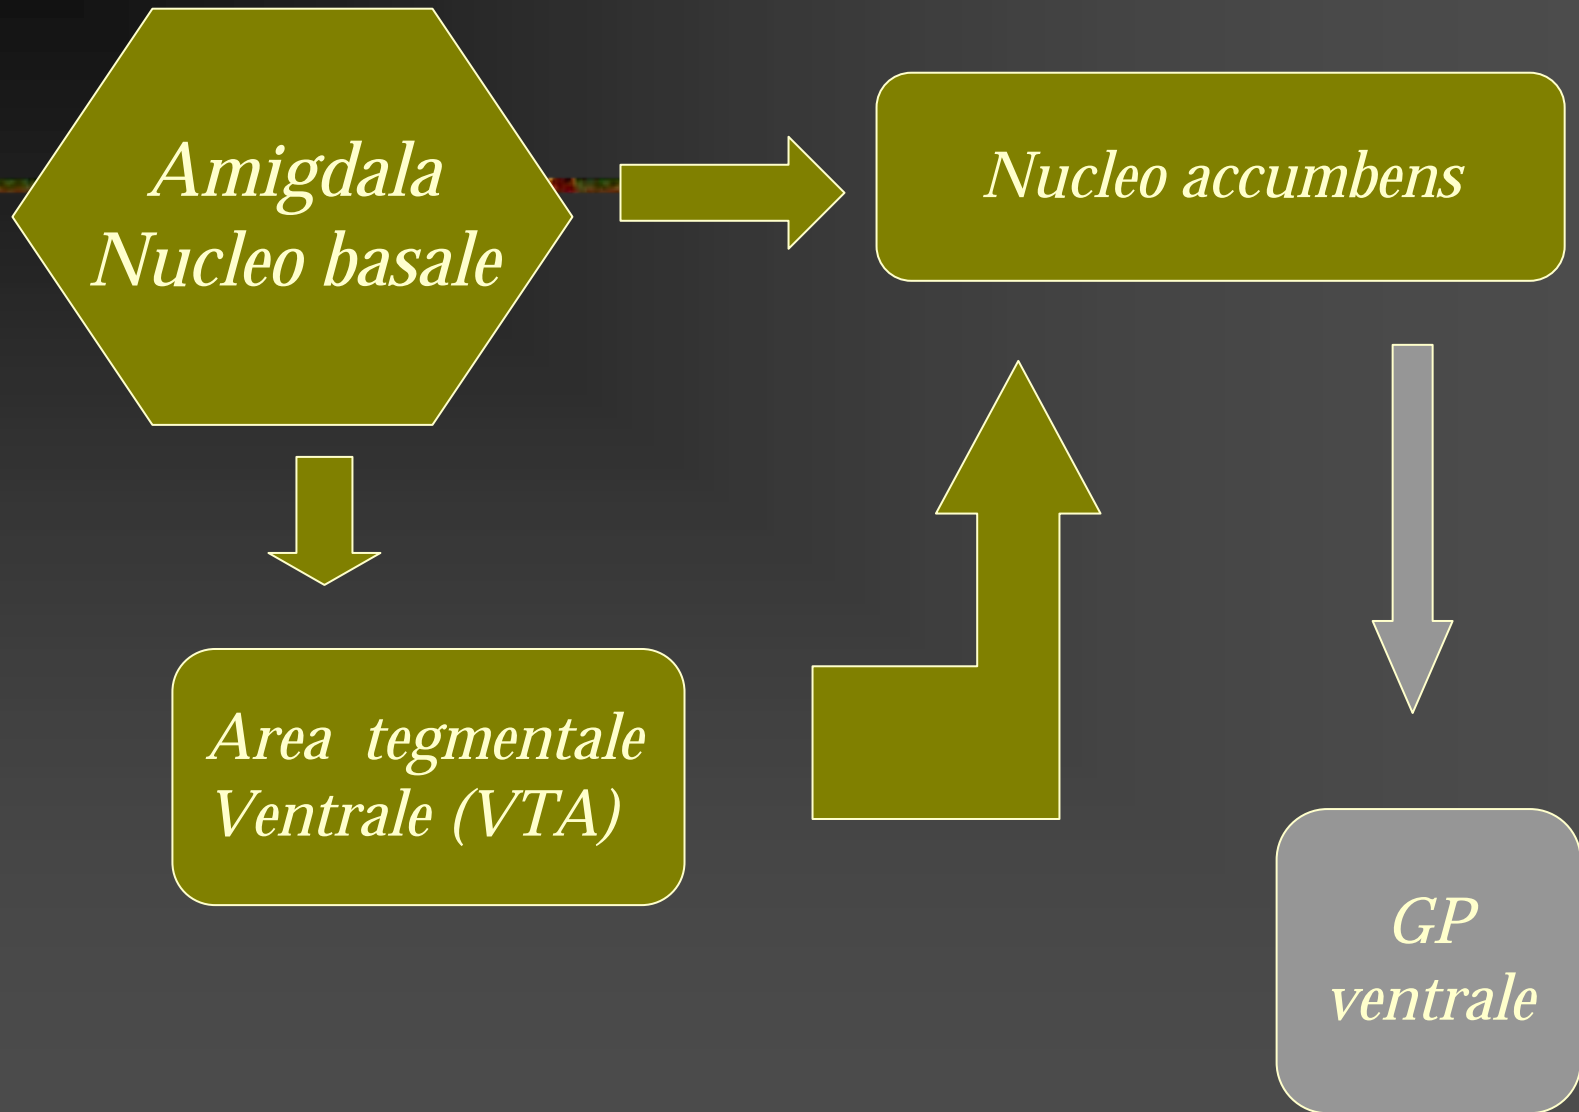 Amigdala
Nucleo basale
Nucleo accumbens
Area tegmentale
Ventrale (VTA)
GP
ventrale